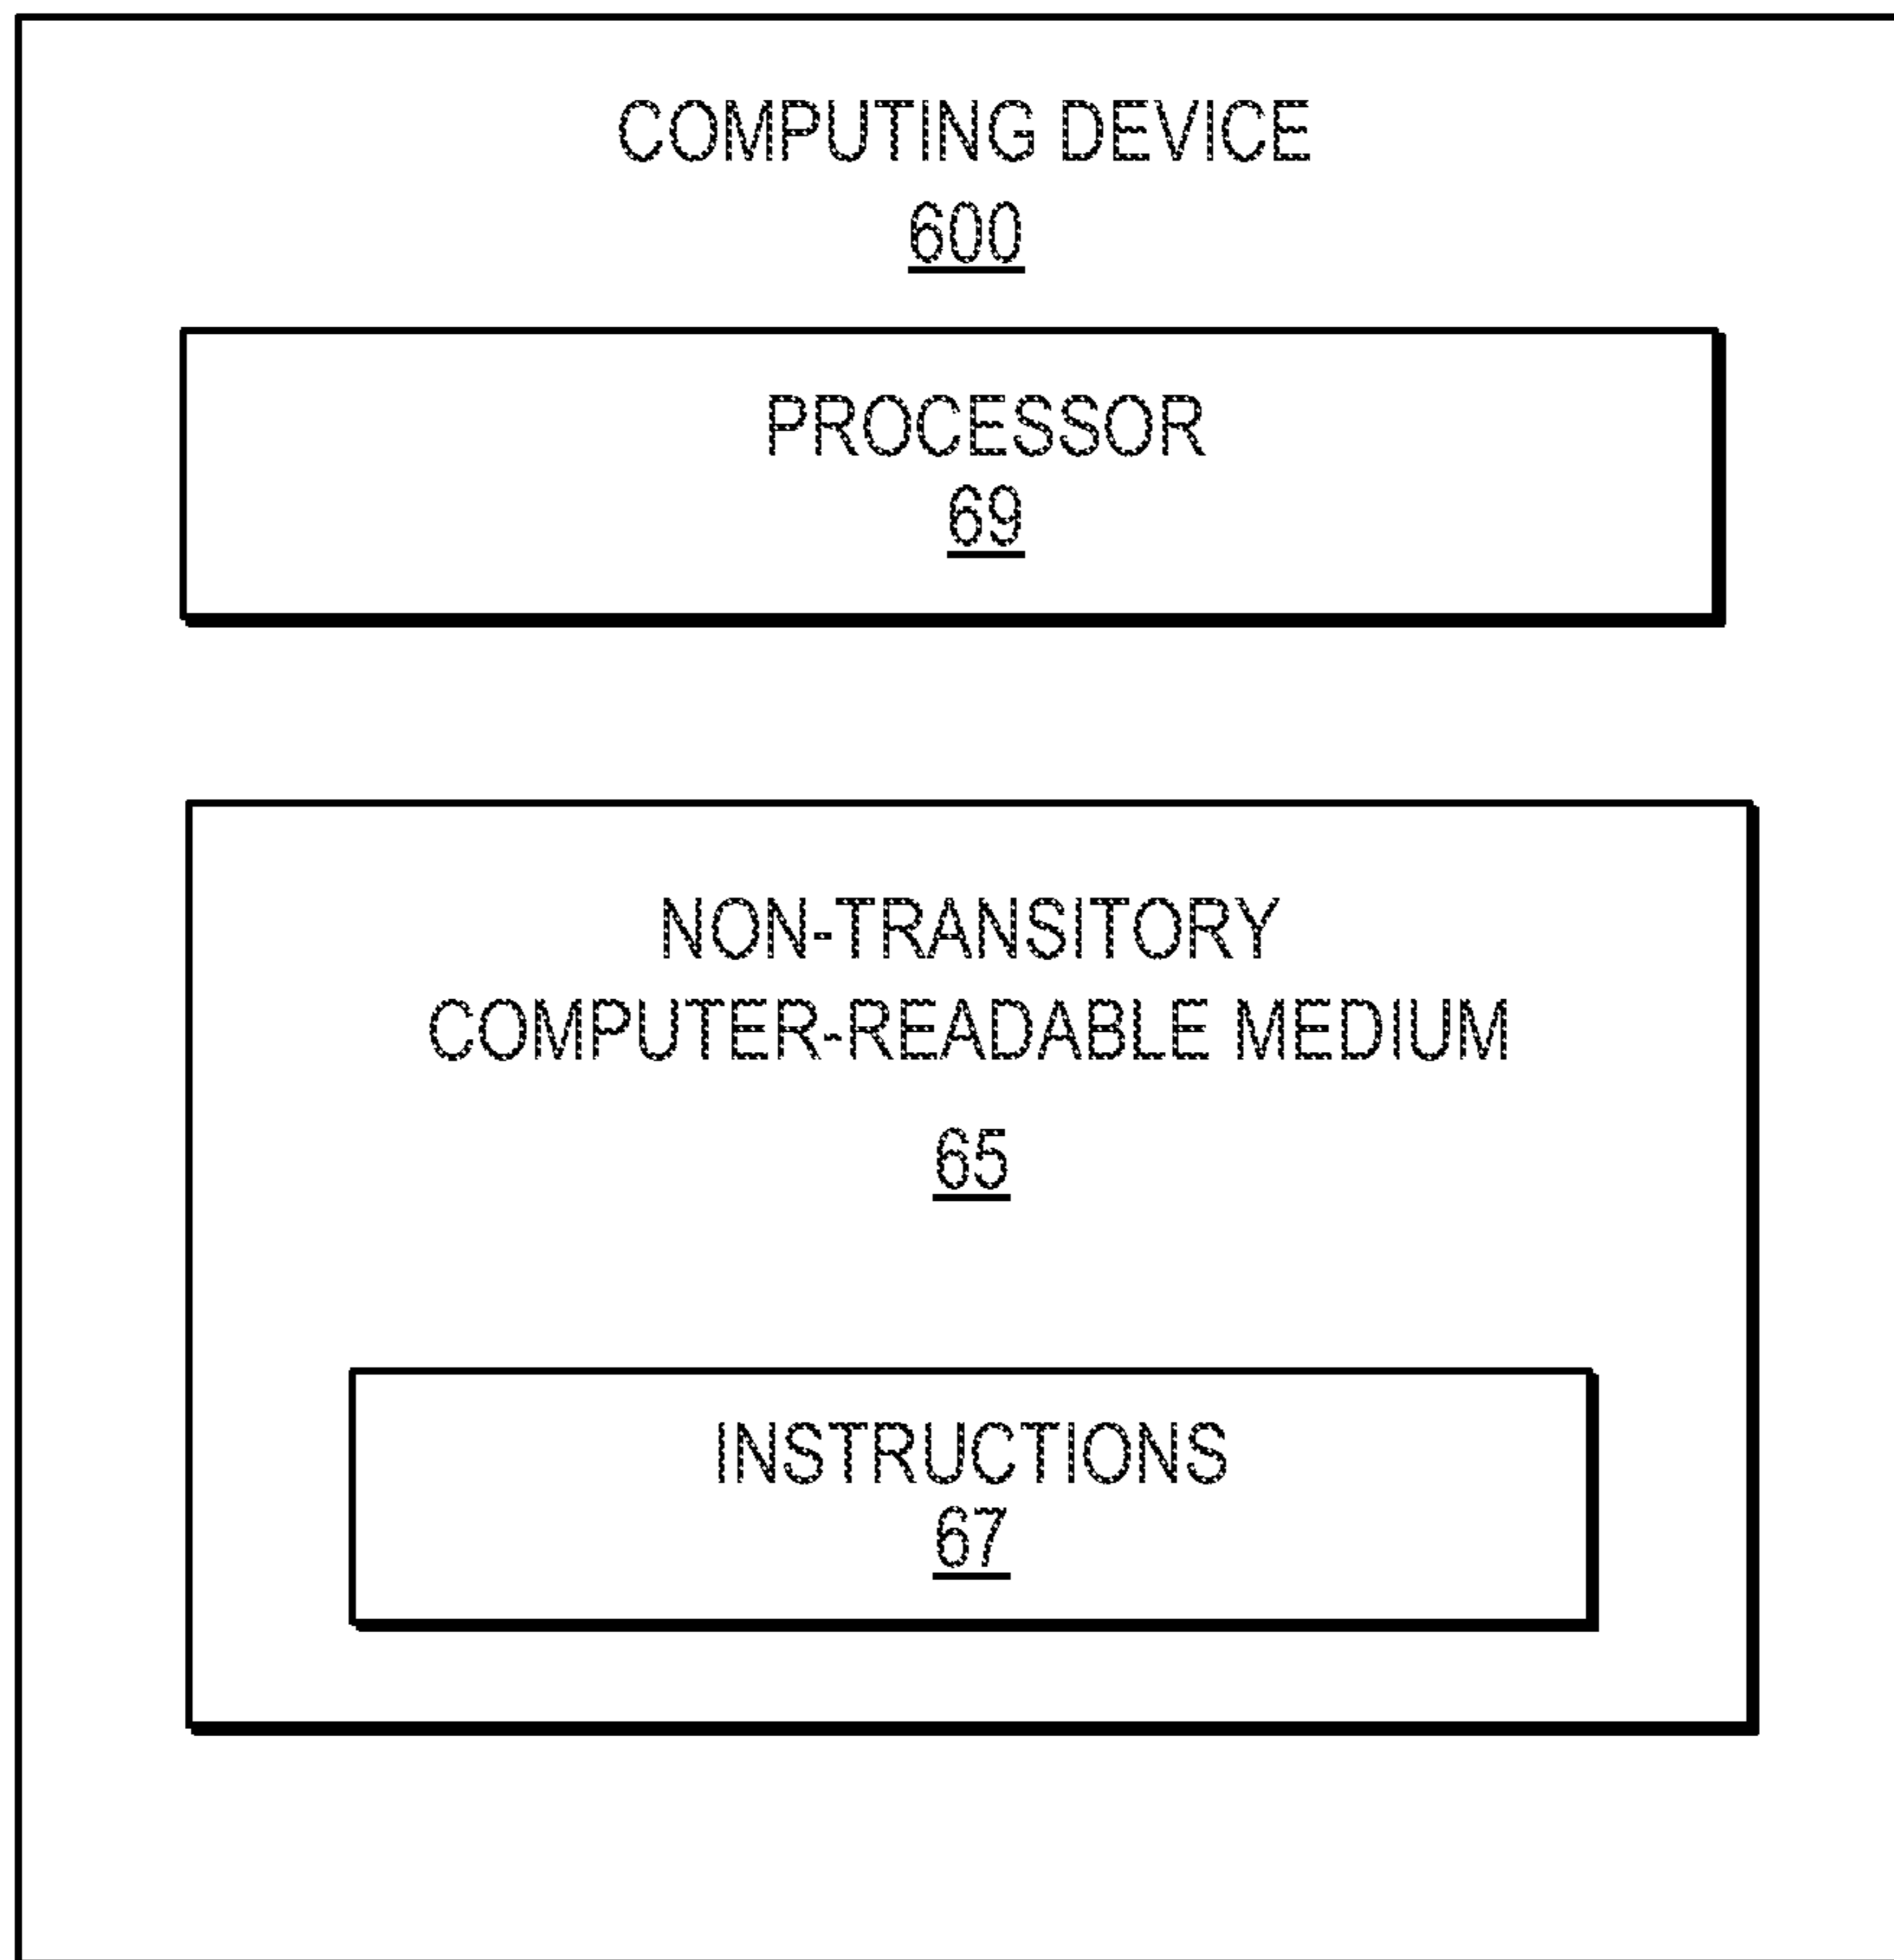 COMPUTING DEVICE
600
PROCESSOR
69
NON-TRANSITORY
COMPUTER-READABLE MEDIUM
65
INSTRUCTIONS
67